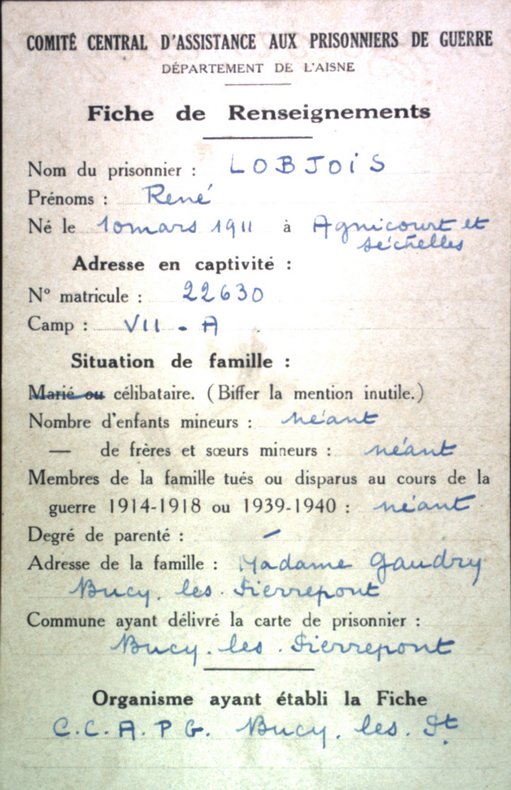 COMITÉ CENTRAL D'ASSISTANCE AUX PRISONNIERS DE GUERRE
DÉPARTEMENT DE L'AISNE
Fiche de Renseignements
Nom du prisonnier : LOBJOIS
Prénoms : René
Né le 10 mars 1911 à Agnicourt et
Séchelles
Adresse en captivité :
N° matricule : 22630
Camp : VII - A
Situation de famille :
Marié ou célibataire. (Biffer la mention inutile.)
Nombre d'enfants mineurs : néant
— de frères et sœurs mineurs : néant
Membres de la famille tués ou disparus au cours de la
guerre 1914-1918 ou 1939-1940 : néant
Degré de parenté : –
Adresse de la famille : Madame Gaudry
Bucy. les. Pierrepont
Commune ayant délivré la carte de prisonnier :
Bucy. les. Pierrepont
Organisme ayant établi la Fiche
C.C.A.P.G. Bucy. les. Pt